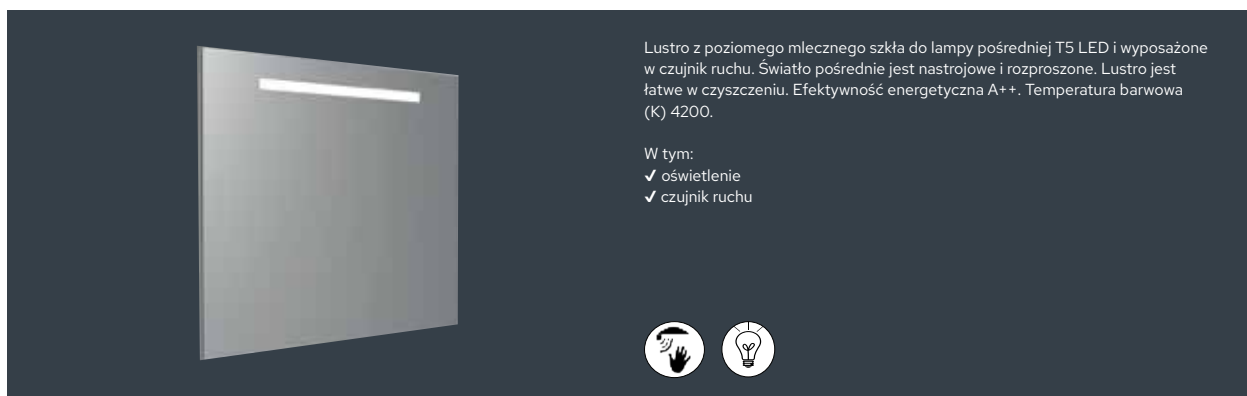 Lustro z poziomego mlecznego szkła do lampy pośredniej T5 LED i wyposażone
w czujnik ruchu. Światło pośrednie jest nastrojowe i rozproszone. Lustro jest
łatwe w czyszczeniu. Efektywność energetyczna A++. Temperatura barwowa
(K) 4200.
W tym:
✓ oświetlenie
✓ czujnik ruchu